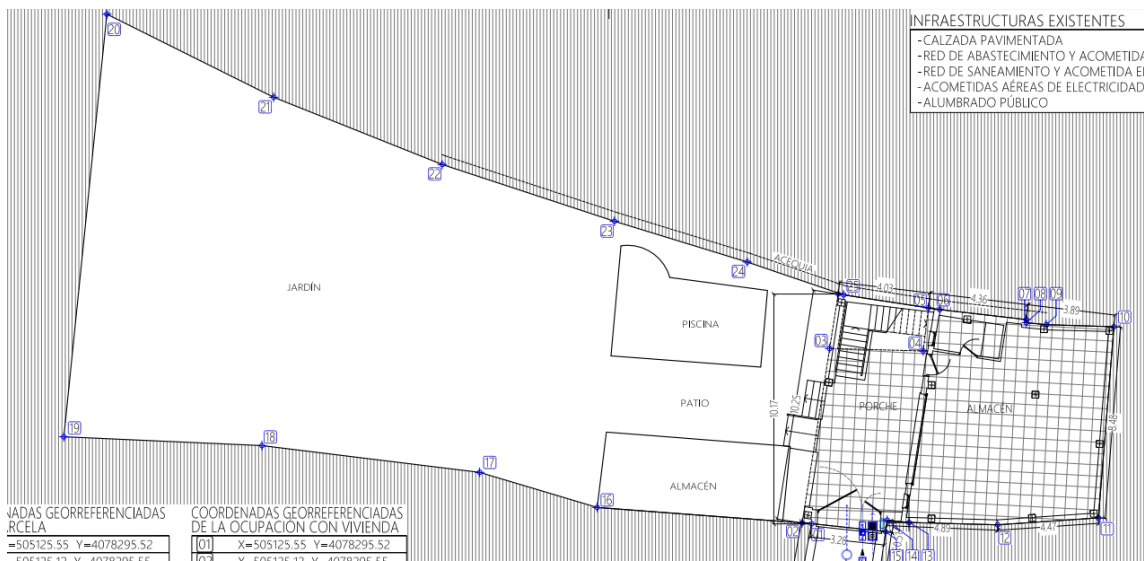 INFRAESTRUCTURAS EXISTENTES
-CALZADA PAVIMENTADA
-RED DE ABASTECIMIENTO Y ACOMETIDA
-RED DE SANEAMIENTO Y ACOMETIDA E
-ACOMETIDAS AÉREAS DE ELECTRICIDAD
-ALUMBRADO PÚBLICO
20
21
22
23
24
ACEQUIA
25
4.03
05
06
4.36
07
08
09
3.89
10
JARDÍN
PISCINA
03
04
PATIO
10.17
10.25
PORCHE
ALMACÉN
8.48
19
18
17
16
ALMACÉN
02
01
3.28
15
14
13
4.85
12
4.47
11
NADAS GEORREFERENCIADAS
RCELA
=505125.55 Y=4078295.52
COORDENADAS GEORREFERENCIADAS
DE LA OCUPACIÓN CON VIVIENDA
01 X=505125.55 Y=4078295.52